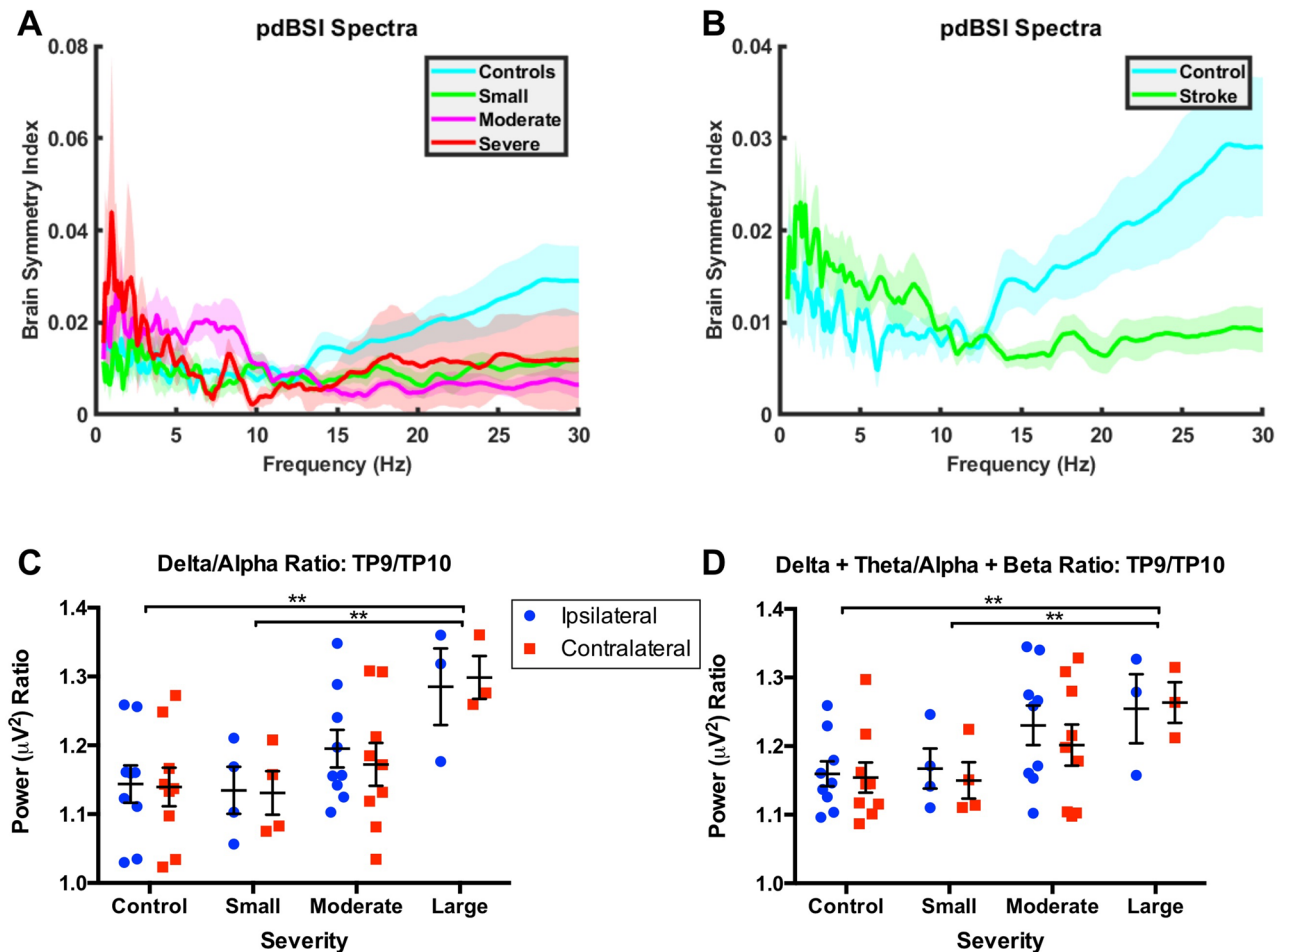 A
pdBSI Spectra
Brain Symmetry Index
0.08
0.06
0.04
0.02
0
Controls
Small
Moderate
Severe
0 5 10 15 20 25 30
Frequency (Hz)
B
pdBSI Spectra
Brain Symmetry Index
0.04
0.03
0.02
0.01
0
Control
Stroke
0 5 10 15 20 25 30
Frequency (Hz)
C
Delta/Alpha Ratio: TP9/TP10
Power (μV²) Ratio
1.4
1.3
1.2
1.1
1.0
**
**
Ipsilateral
Contralateral
Control Small Moderate Large
Severity
D
Delta + Theta/Alpha + Beta Ratio: TP9/TP10
Power (μV²) Ratio
1.4
1.3
1.2
1.1
1.0
**
**
Control Small Moderate Large
Severity